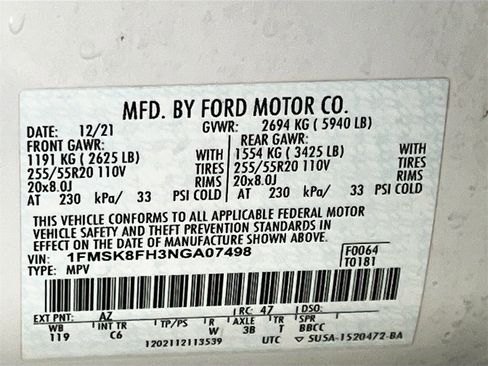 MFD. BY FORD MOTOR CO.
DATE: 12/21 GVWR: 2694 KG ( 5940 LB)
FRONT GAWR: REAR GAWR:
1191 KG ( 2625 LB) WITH 1554 KG ( 3425 LB) WITH
255/55R20 110V TIRES 255/55R20 110V TIRES
20x8.0J RIMS 20x8.0J RIMS
AT 230 kPa/ 33 PSI COLD AT 230 kPa/ 33 PSI COLD
THIS VEHICLE CONFORMS TO ALL APPLICABLE FEDERAL MOTOR
VEHICLE SAFETY AND THEFT PREVENTION STANDARDS IN
EFFECT ON THE DATE OF MANUFACTURE SHOWN ABOVE.
VIN: 1FMSK8FH3NGA07498 F0064
TYPE: MPV T0181
EXT PNT: AZ RC: 47 DSO:
WB INT TR TP/PS R AXLE TR SPR
119 C6 W 3B T BBCC
1202112113539 UTC 5U5A-1520472-BA